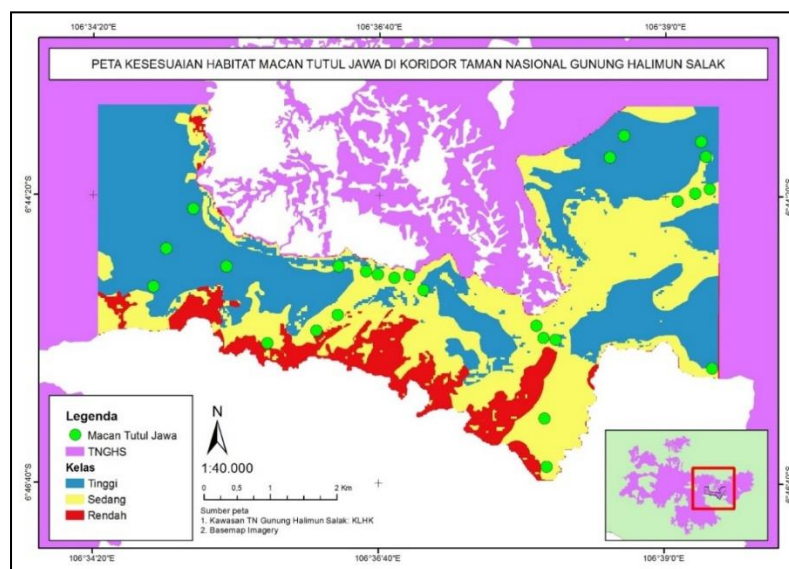 106°34'20"E 106°36'40"E 106°39'0"E
PETA KESESUAIAN HABITAT MACAN TUTUL JAWA DI KORIDOR TAMAN NASIONAL GUNUNG HALIMUN SALAK
6°44'20"S 6°44'20"S
Legenda
Macan Tutul Jawa
TNGHS
Kelas
Tinggi
Sedang
Rendah
N
1:40.000
0 0,5 1 2 Km
Sumber peta
1. Kawasan TN Gunung Halimun Salak: KLHK
2. Basemap Imagery
6°46'40"S 6°46'40"S
106°34'20"E 106°36'40"E 106°39'0"E